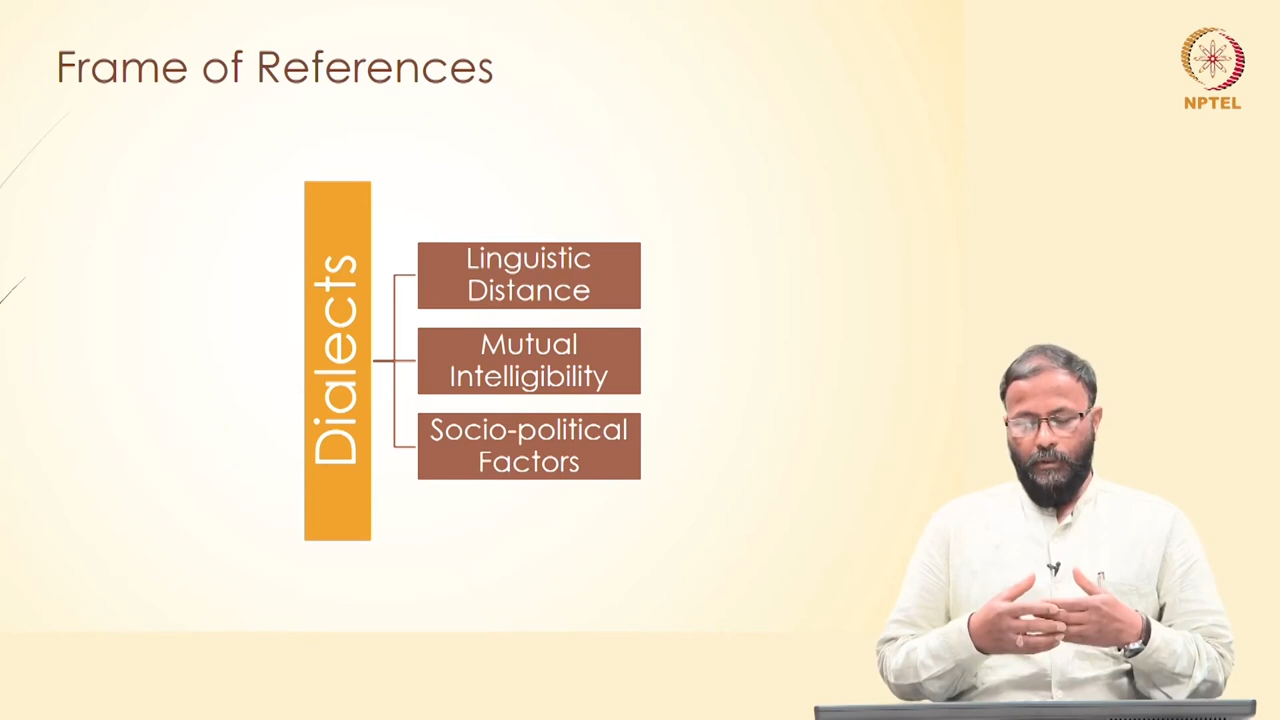 Frame of References
NPTEL
Dialects
Linguistic
Distance
Mutual
Intelligibility
Socio-political
Factors